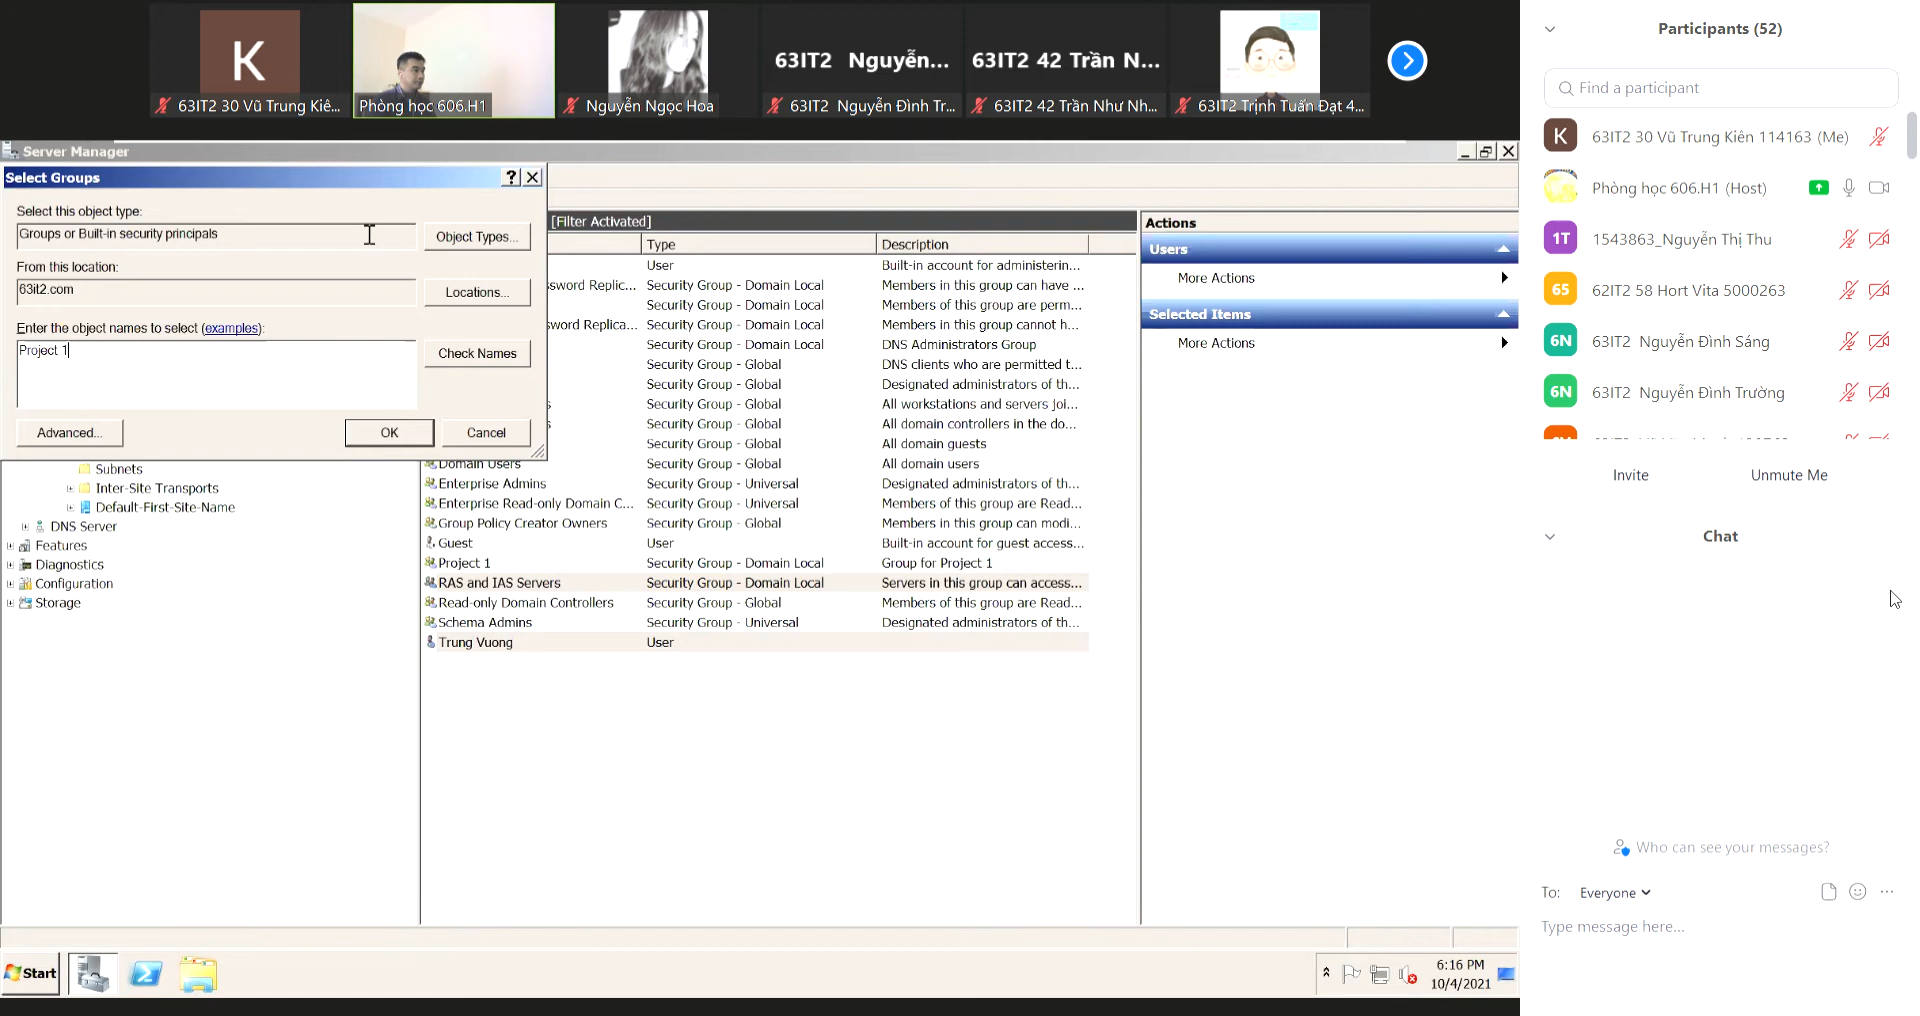 K
63IT2 30 Vũ Trung Kiê...
Phòng học 606.H1
Nguyễn Ngọc Hoa
63IT2 Nguyễn...
63IT2 Nguyễn Đình Tr...
63IT2 42 Trần N...
63IT2 42 Trần Như Nh...
63IT2 Trịnh Tuấn Đạt 4...
Server Manager
Select Groups
Select this object type:
Groups or Built-in security principals
Object Types...
From this location:
63it2.com
Locations...
Enter the object names to select (examples):
Project 1
Check Names
Advanced...
OK
Cancel
Subnets
Inter-Site Transports
Default-First-Site-Name
DNS Server
Features
Diagnostics
Configuration
Storage
[Filter Activated]
Type Description
User Built-in account for administerin...
sword Replic... Security Group - Domain Local Members in this group can have ...
Security Group - Domain Local Members of this group are perm...
sword Replica... Security Group - Domain Local Members in this group cannot h...
Security Group - Domain Local DNS Administrators Group
Security Group - Global DNS clients who are permitted t...
Security Group - Global Designated administrators of th...
Security Group - Global All workstations and servers joi...
Security Group - Global All domain controllers in the do...
Security Group - Global All domain guests
Domain Users Security Group - Global All domain users
Enterprise Admins Security Group - Universal Designated administrators of th...
Enterprise Read-only Domain C... Security Group - Universal Members of this group are Read...
Group Policy Creator Owners Security Group - Global Members in this group can modi...
Guest User Built-in account for guest access...
Project 1 Security Group - Domain Local Group for Project 1
RAS and IAS Servers Security Group - Domain Local Servers in this group can access...
Read-only Domain Controllers Security Group - Global Members of this group are Read...
Schema Admins Security Group - Universal Designated administrators of th...
Trung Vuong User
Actions
Users
More Actions
Selected Items
More Actions
Start
6:16 PM
10/4/2021
Participants (52)
Find a participant
K 63IT2 30 Vũ Trung Kiên 114163 (Me)
Phòng học 606.H1 (Host)
1T 1543863_Nguyễn Thị Thu
65 62IT2 58 Hort Vita 5000263
6N 63IT2 Nguyễn Đình Sáng
6N 63IT2 Nguyễn Đình Trường
Invite
Unmute Me
Chat
Who can see your messages?
To: Everyone
Type message here...